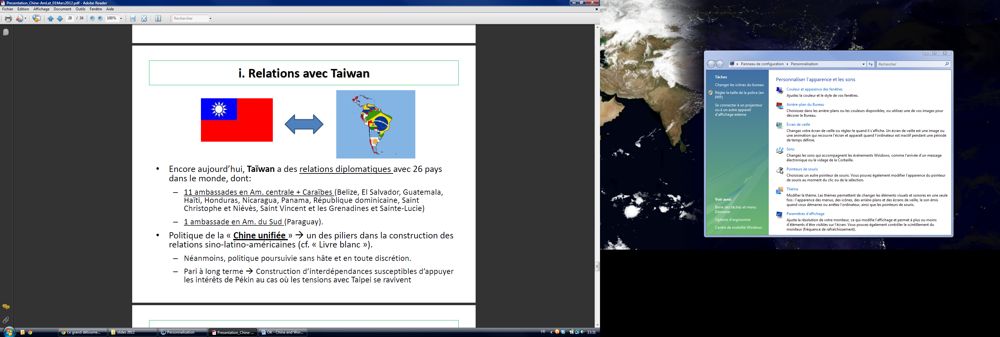 Presentation_Chine-AmLat_01Mars2012.pdf - Adobe Reader
Fichier Edition Affichage Document Outils Fenêtre Aide
28 / 34 100% Rechercher
i. Relations avec Taiwan
• Encore aujourd’hui, Taïwan a des relations diplomatiques avec 26 pays
dans le monde, dont:
– 11 ambassades en Am. centrale + Caraïbes (Belize, El Salvador, Guatemala,
Haïti, Honduras, Nicaragua, Panama, République dominicaine, Saint
Christophe et Niévès, Saint Vincent et les Grenadines et Sainte-Lucie)
– 1 ambassade en Am. du Sud (Paraguay).
• Politique de la « Chine unifiée » → un des piliers dans la construction des
relations sino-latino-américaines (cf. « Livre blanc »).
– Néanmoins, politique poursuivie sans hâte et en toute discrétion.
– Pari à long terme → Construction d’interdépendances susceptibles d’appuyer
les intérêts de Pékin au cas où les tensions avec Taipei se ravivent
Le grand détourne...
slides 2012
Personnalisation
Presentation_Chine-...
OK - China and Wor...
FR
13:31
Panneau de configuration Personnalisation
Rechercher
Tâches
Changer les icônes du bureau
Régler la taille de la police (en
PPP)
Se connecter à un projecteur
ou à un autre appareil
d'affichage externe
Voir aussi
Barre des tâches et menu
Démarrer
Options d'ergonomie
Centre de mobilité Windows
Personnaliser l'apparence et les sons
Couleur et apparence des fenêtres
Ajustez la couleur et le style de vos fenêtres.
Arrière-plan du Bureau
Choisissez dans les arrière-plans ou les couleurs disponibles, ou utilisez une de vos images pour
décorer le Bureau.
Écran de veille
Changez votre écran de veille ou réglez-le quand il s'affiche. Un écran de veille est une image ou
une animation qui recouvre l'écran et apparaît quand l'ordinateur est inactif pendant une période
de temps définie.
Sons
Changez les sons qui accompagnent les événements Windows, comme l'arrivée d'un message
électronique ou le vidage de la Corbeille.
Pointeurs de souris
Choisissez un autre pointeur de souris. Vous pouvez également modifier l'apparence du pointeur
de souris au moment du clic ou de la sélection.
Thème
Modifier le thème. Les thèmes permettent de changer les éléments visuels et sonores en une seule
fois : l'apparence des menus, des icônes, des arrière-plans et des écrans de veille, le son émis
quand vous démarrez ou arrêtez l'ordinateur, ainsi que les pointeurs de souris.
Paramètres d'affichage
Ajuste la résolution de votre moniteur, ce qui modifie l'affichage et permet à plus ou moins
d'éléments d'être visibles sur l'écran. Vous pouvez également contrôler le scintillement du
moniteur (fréquence de rafraîchissement).